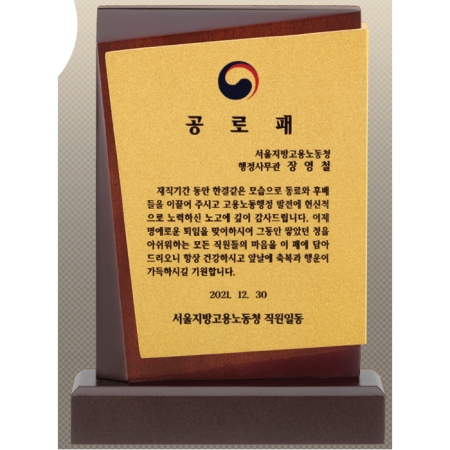 공 로 패
서울지방고용노동청
행정사무관 장 영 철
재직기간 동안 한결같은 모습으로 동료와 후배
들을 이끌어 주시고 고용노동행정 발전에 헌신적
으로 노력하신 노고에 깊이 감사드립니다. 이제
명예로운 퇴임을 맞이하시어 그동안 쌓았던 정을
아쉬워하는 모든 직원들의 마음을 이 패에 담아
드리오니 항상 건강하시고 앞날에 축복과 행운이
가득하시길 기원합니다.
2021. 12. 30
서울지방고용노동청 직원일동